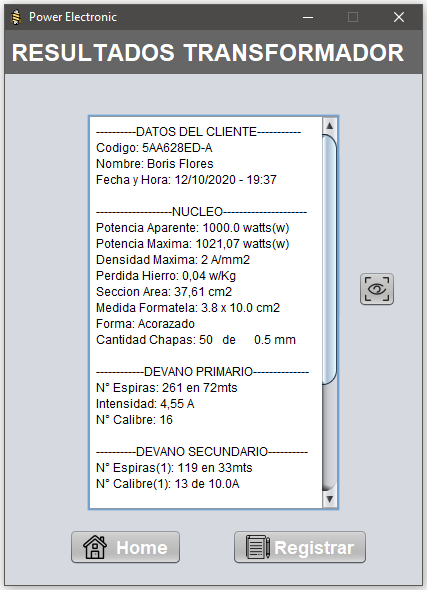 Power Electronic
RESULTADOS TRANSFORMADOR
----------DATOS DEL CLIENTE-----------
Codigo: 5AA628ED-A
Nombre: Boris Flores
Fecha y Hora: 12/10/2020 - 19:37
-------------------NUCLEO---------------------
Potencia Aparente: 1000.0 watts(w)
Potencia Maxima: 1021,07 watts(w)
Densidad Maxima: 2 A/mm2
Perdida Hierro: 0,04 w/Kg
Seccion Area: 37,61 cm2
Medida Formatela: 3.8 x 10.0 cm2
Forma: Acorazado
Cantidad Chapas: 50   de     0.5 mm
------------DEVANO PRIMARIO--------------
N° Espiras: 261 en 72mts
Intensidad: 4,55 A
N° Calibre: 16
----------DEVANO SECUNDARIO----------
N° Espiras(1): 119 en 33mts
N° Calibre(1): 13 de 10.0A
Home
Registrar